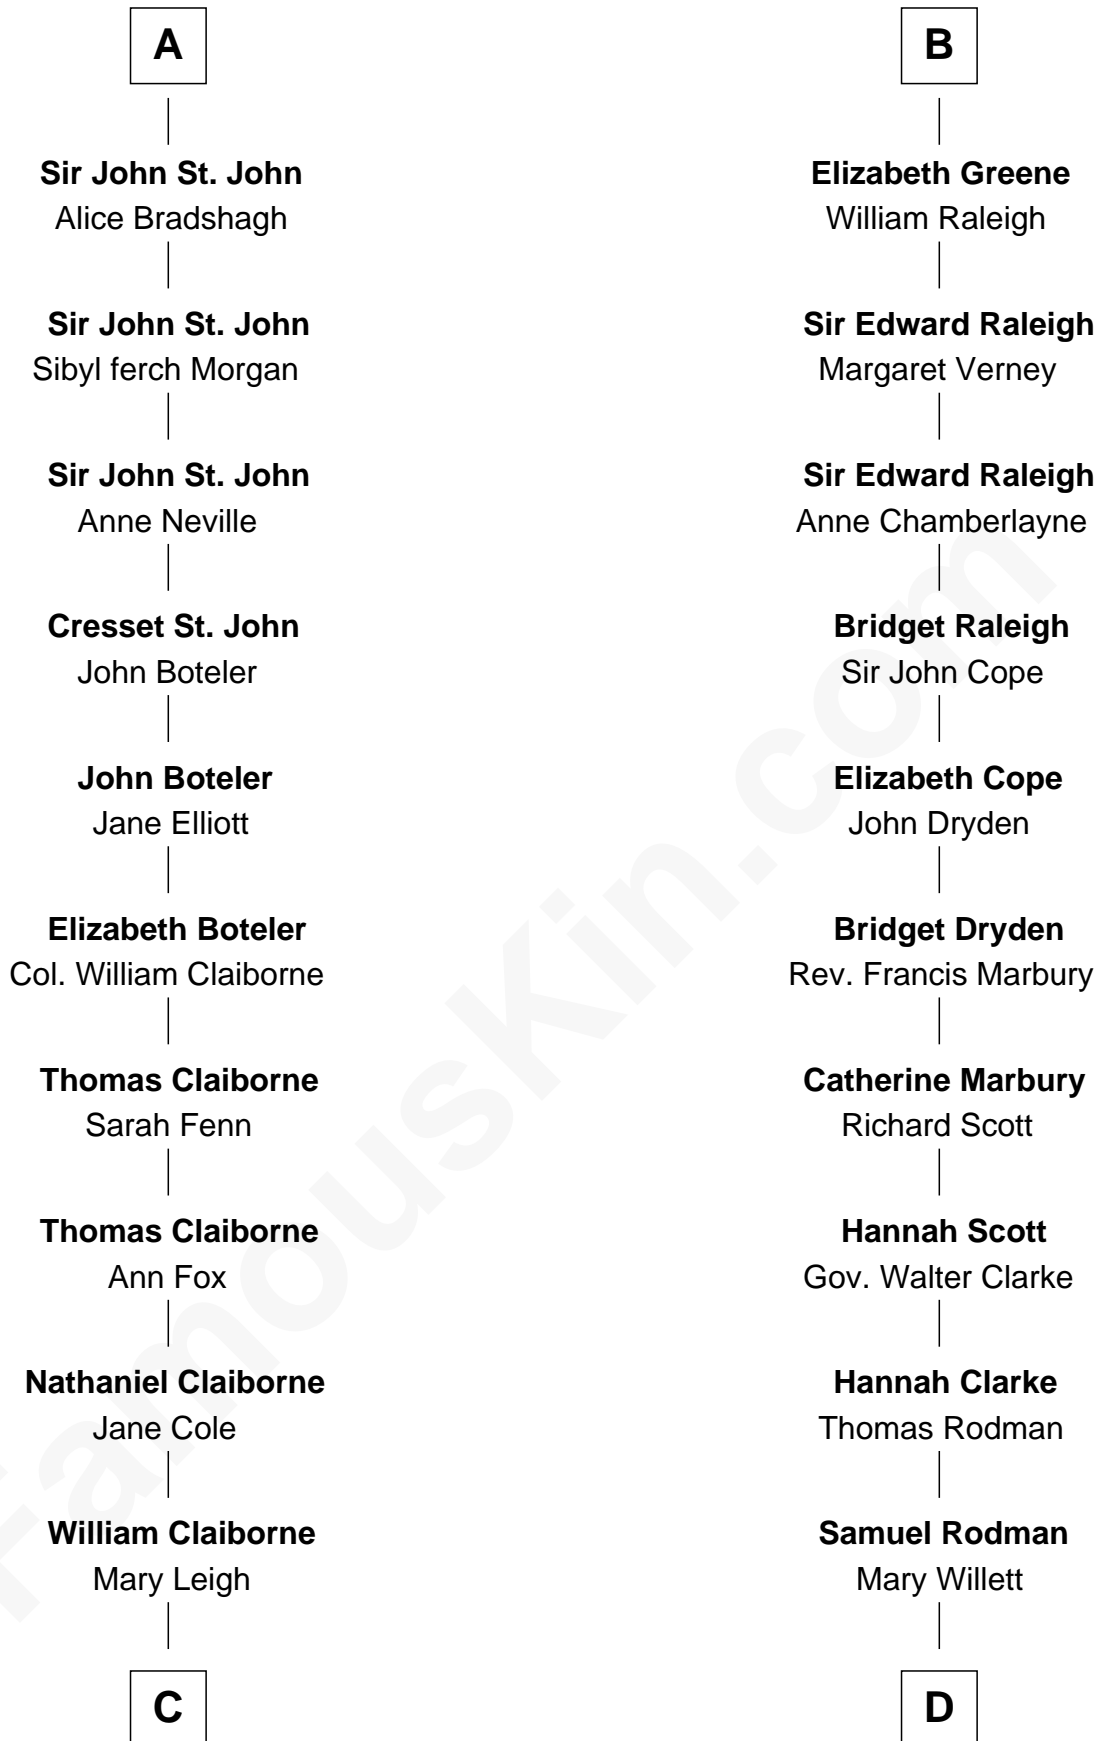 A
Sir John St. John
Alice Bradshagh
Sir John St. John
Sibyl ferch Morgan
Sir John St. John
Anne Neville
Cresset St. John
John Boteler
John Boteler
Jane Elliott
Elizabeth Boteler
Col. William Claiborne
Thomas Claiborne
Sarah Fenn
Thomas Claiborne
Ann Fox
Nathaniel Claiborne
Jane Cole
William Claiborne
Mary Leigh
C
B
Elizabeth Greene
William Raleigh
Sir Edward Raleigh
Margaret Verney
Sir Edward Raleigh
Anne Chamberlayne
Bridget Raleigh
Sir John Cope
Elizabeth Cope
John Dryden
Bridget Dryden
Rev. Francis Marbury
Catherine Marbury
Richard Scott
Hannah Scott
Gov. Walter Clarke
Hannah Clarke
Thomas Rodman
Samuel Rodman
Mary Willett
D
FamousKin.com